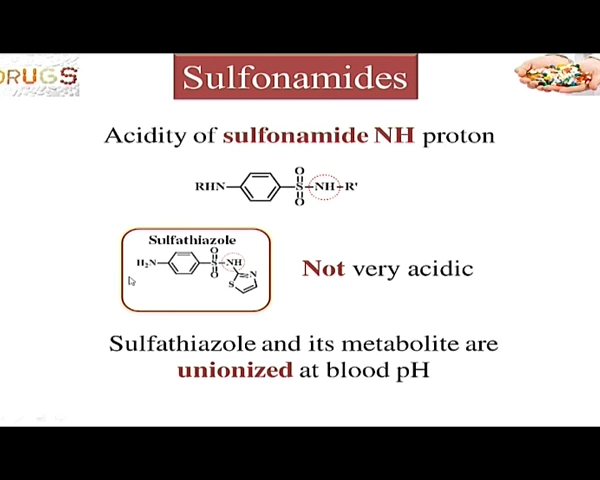 DRUGS
Sulfonamides
Acidity of sulfonamide NH proton
RHN S NH R'
O
O
Sulfathiazole
H₂N S NH
O
O
N
S
Not very acidic
Sulfathiazole and its metabolite are
unionized at blood pH